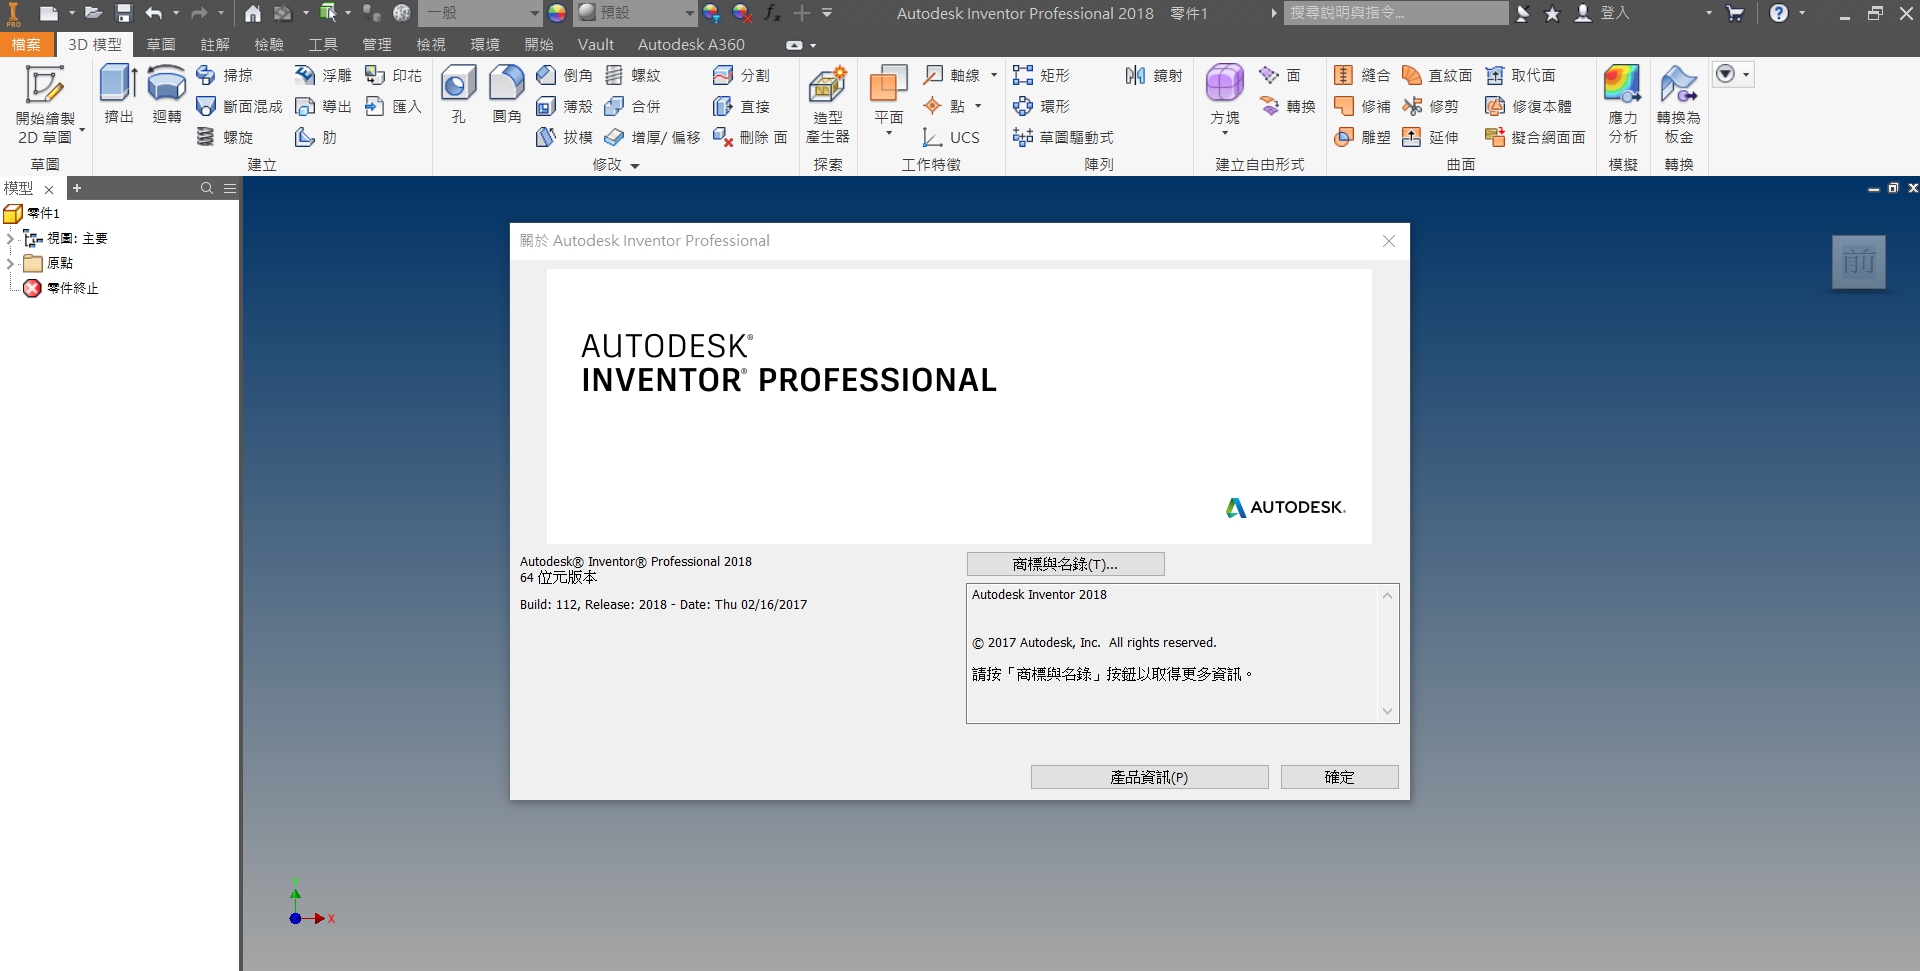 PRO
一般
預設
fx
Autodesk Inventor Professional 2018 零件1
搜尋說明與指令...
登入
檔案 3D 模型 草圖 註解 檢驗 工具 管理 檢視 環境 開始 Vault Autodesk A360
開始繪製
2D 草圖
草圖
擠出 迴轉
掃掠 浮雕 印花
斷面混成 導出 匯入
螺旋 肋
建立
孔 圓角
倒角 螺紋 分割
薄殼 合併 直接
拔模 增厚/ 偏移 刪除 面
修改
造型
產生器
探索
平面
軸線
點
UCS
工作特徵
矩形 鏡射
環形
草圖驅動式
陣列
方塊
面
轉換
建立自由形式
縫合 直紋面 取代面
修補 修剪 修復本體
雕塑 延伸 擬合網面面
曲面
應力
分析
模擬
轉換為
板金
轉換
模型
零件1
視圖: 主要
原點
零件終止
前
關於 Autodesk Inventor Professional
AUTODESK®
INVENTOR® PROFESSIONAL
AUTODESK.
Autodesk® Inventor® Professional 2018
64 位元版本
Build: 112, Release: 2018 - Date: Thu 02/16/2017
商標與名錄(T)...
Autodesk Inventor 2018
© 2017 Autodesk, Inc. All rights reserved.
請按「商標與名錄」按鈕以取得更多資訊。
產品資訊(P)
確定
Y
X